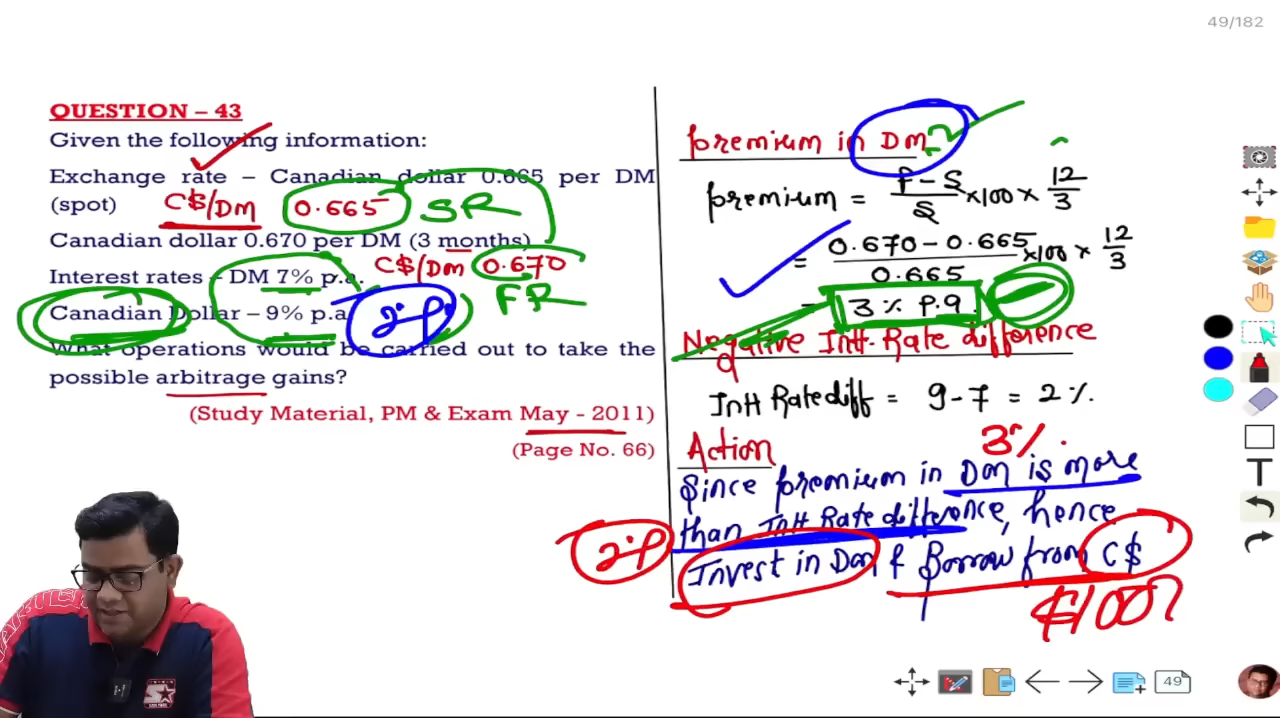 49/182
QUESTION – 43
Given the following information:
Exchange rate – Canadian dollar 0.665 per DM
(spot)
C$/Dm 0.665 SR
Canadian dollar 0.670 per DM (3 months)
Interest rates – DM 7% p.a.
C$/Dm 0.670
FR
Canadian Dollar – 9% p.a.
What operations would be carried out to take the
possible arbitrage gains?
(Study Material, PM & Exam May - 2011)
(Page No. 66)
premium in Dm
premium = F-S/S ×100 × 12/3
= 0.670-0.665/0.665 ×100 × 12/3
= 3% P.a
Negative Intt. Rate difference
Intt Rate diff = 9-7 = 2%.
Action
3%.
Since premium in Dm is more
than Intt Rate difference, hence
Invest in Dm & Borrow from C$
T
49